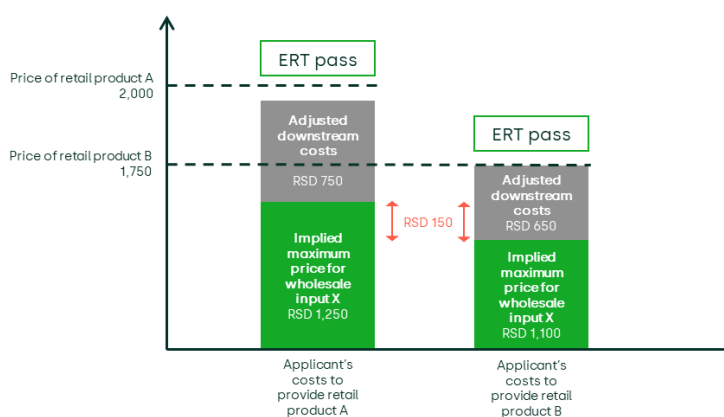 ERT pass
Price of retail product A
2,000
Adjusted
downstream
costs
RSD 750
ERT pass
Price of retail product B
1,750
Adjusted
downstream
costs
RSD 650
RSD 150
Implied
maximum
price for
wholesale
input X
RSD 1,250
Implied
maximum
price for
wholesale
input X
RSD 1,100
Applicant's
costs to
provide retail
product A
Applicant's
costs to
provide retail
product B